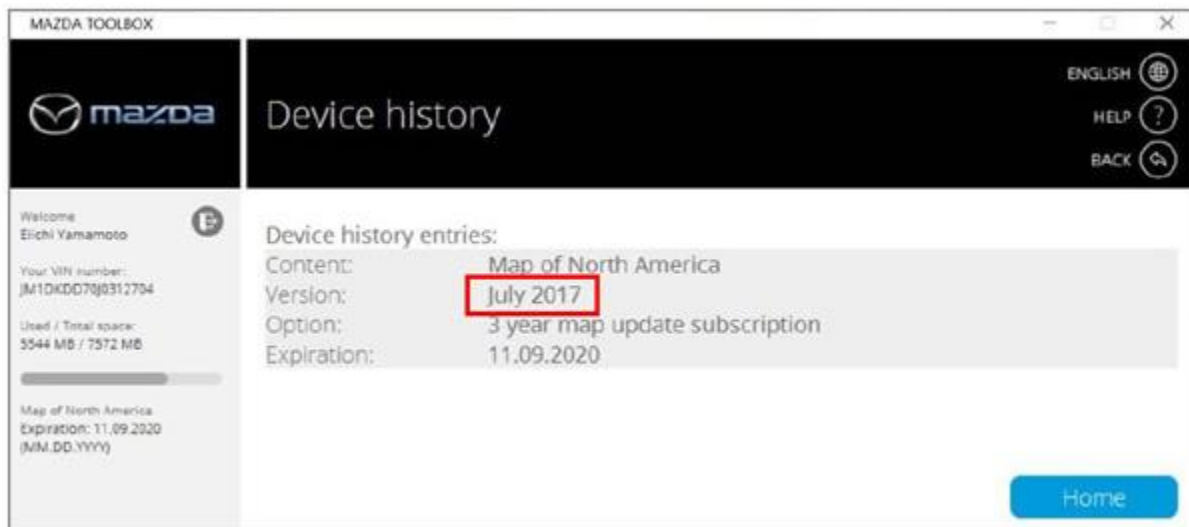 MAZDA TOOLBOX
mazda
Device history
ENGLISH
HELP
BACK
Welcome
Eiichi Yamamoto
Your VIN number:
JM1DKDD70J0312704
Used / Total space:
5544 MB / 7572 MB
Map of North America
Expiration: 11.09.2020
(MM.DD.YYYY)
Device history entries:
Content: Map of North America
Version: July 2017
Option: 3 year map update subscription
Expiration: 11.09.2020
Home